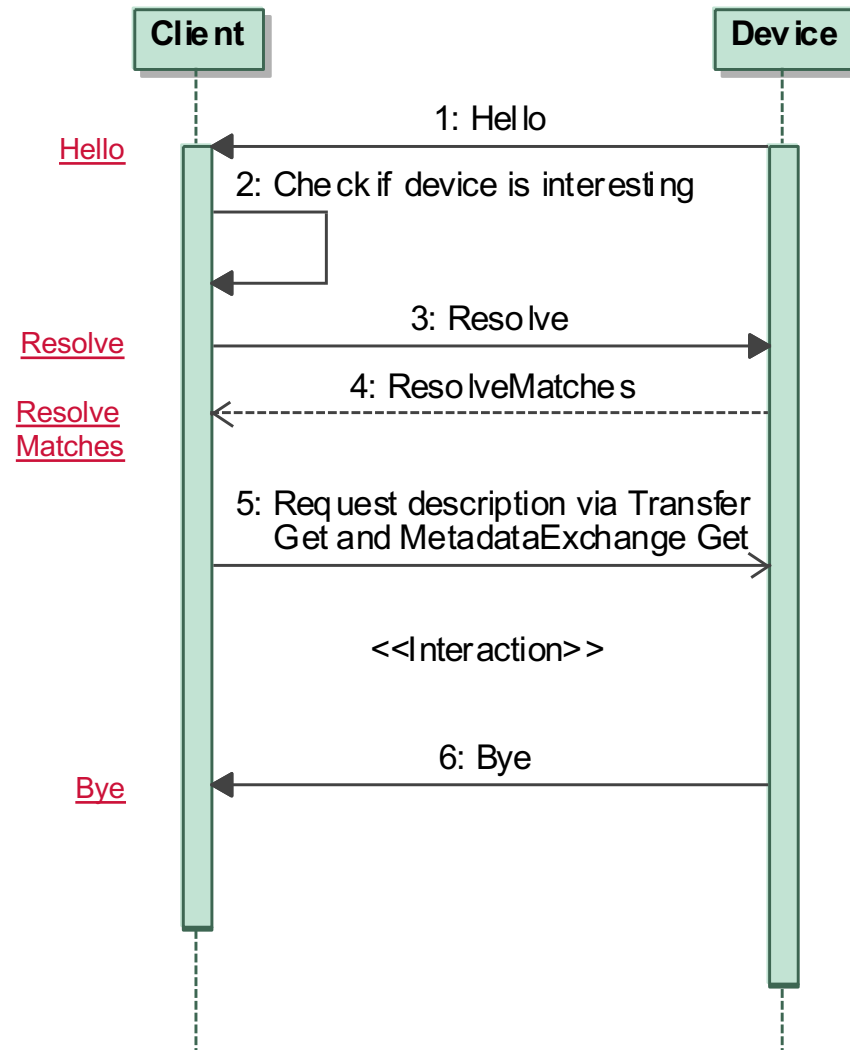 Client
Device
1: Hello
Hello
2: Check if device is interesting
3: Resolve
Resolve
4: ResolveMatches
Resolve
Matches
5: Request description via Transfer
Get and MetadataExchange Get
<<Interaction>>
6: Bye
Bye